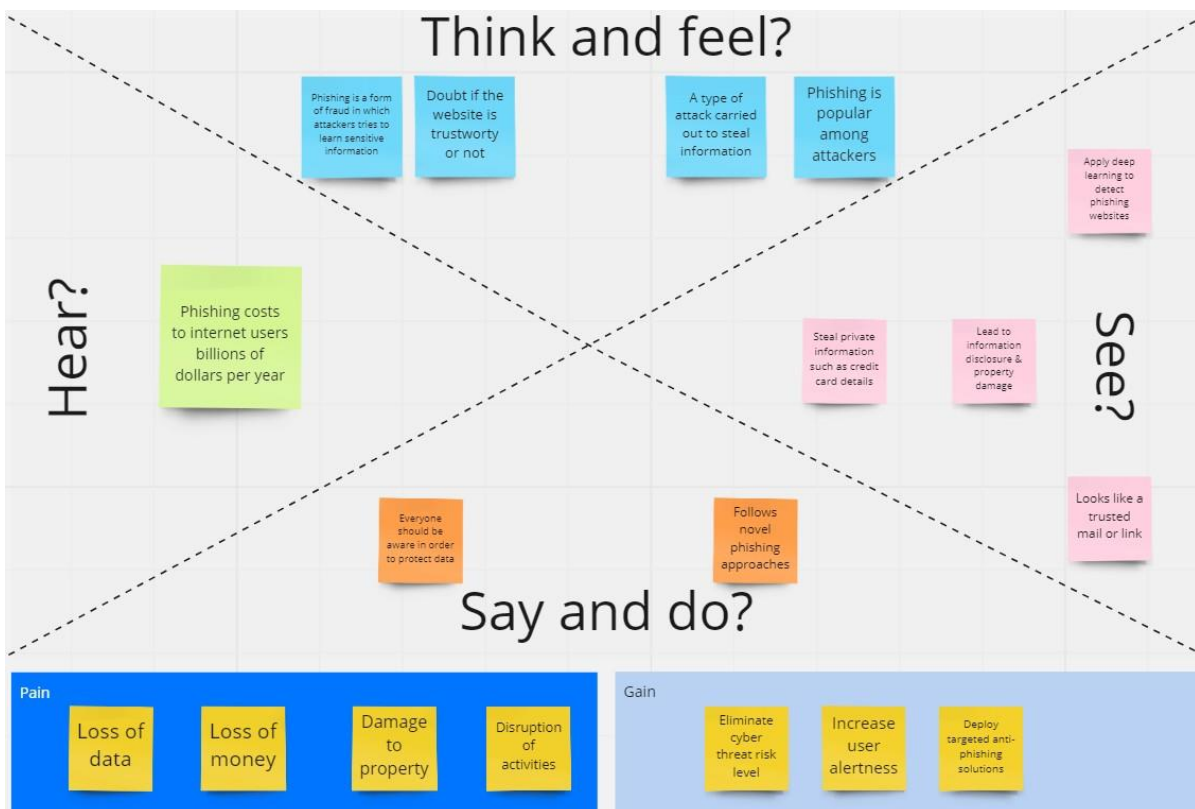 Think and feel?
Phishing is a form
of fraud in which
attackers tries to
learn sensitive
information
Doubt if the
website is
trustworty
or not
A type of
attack carried
out to steal
information
Phishing is
popular
among
attackers
Apply deep
learning to
detect
phishing
websites
Hear?
Phishing costs
to internet users
billions of
dollars per year
Steal private
information
such as credit
card details
Lead to
information
disclosure &
property
damage
See?
Looks like a
trusted
mail or link
Everyone
should be
aware in order
to protect data
Follows
novel
phishing
approaches
Say and do?
Pain
Loss of
data
Loss of
money
Damage
to
property
Disruption
of
activities
Gain
Eliminate
cyber
threat risk
level
Increase
user
alertness
Deploy
targeted anti-
phishing
solutions